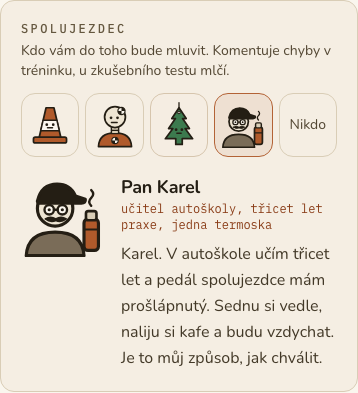 SPOLUJEZDEC
Kdo vám do toho bude mluvit. Komentuje chyby v
tréninku, u zkušebního testu mlčí.
Nikdo
Pan Karel
učitel autoškoly, třicet let
praxe, jedna termoska
Karel. V autoškole učím třicet
let a pedál spolujezdce mám
prošlápnutý. Sednu si vedle,
naliju si kafe a budu vzdychat.
Je to můj způsob, jak chválit.